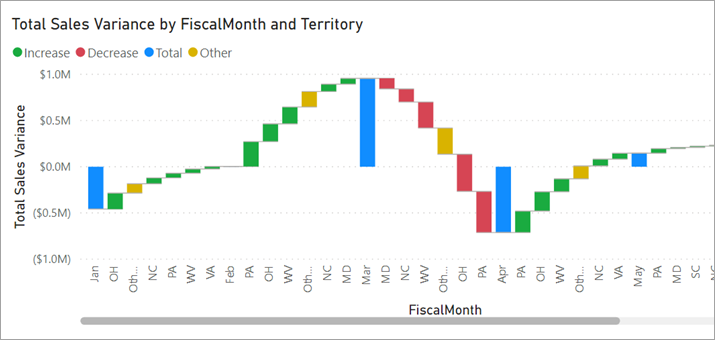 Total Sales Variance by FiscalMonth and Territory
Increase Decrease Total Other
Total Sales Variance
$1.0M
$0.5M
$0.0M
($0.5M)
($1.0M)
Jan
OH
Oth...
NC
PA
WV
VA
Feb
PA
OH
WV
Oth...
NC
MD
Mar
MD
NC
WV
Oth...
OH
PA
Apr
PA
OH
WV
Oth...
NC
VA
May
PA
MD
SC
FiscalMonth